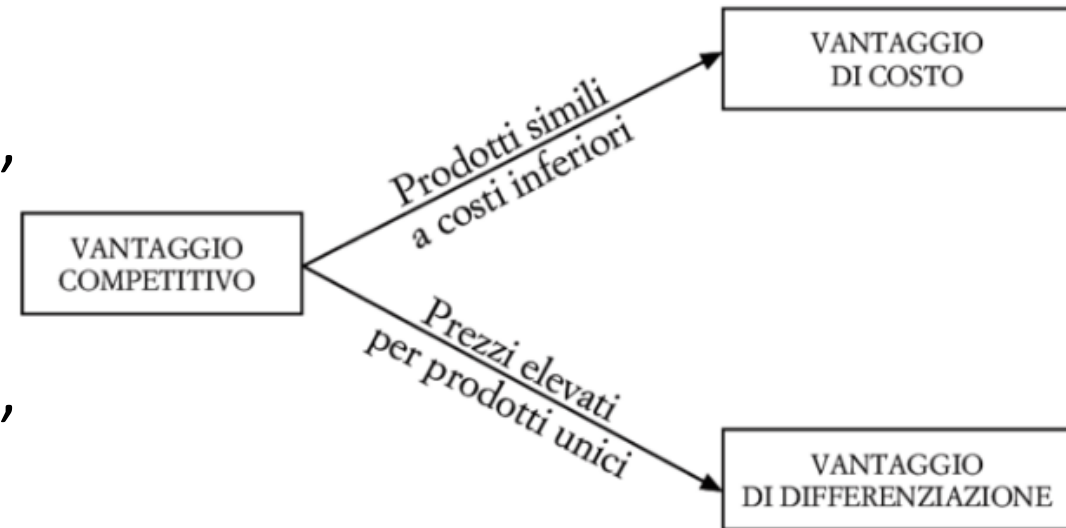 VANTAGGIO
DI COSTO
Prodotti simili
a costi inferiori
,
VANTAGGIO
COMPETITIVO
Prezzi elevati
per prodotti unici
,
VANTAGGIO
DI DIFFERENZIAZIONE